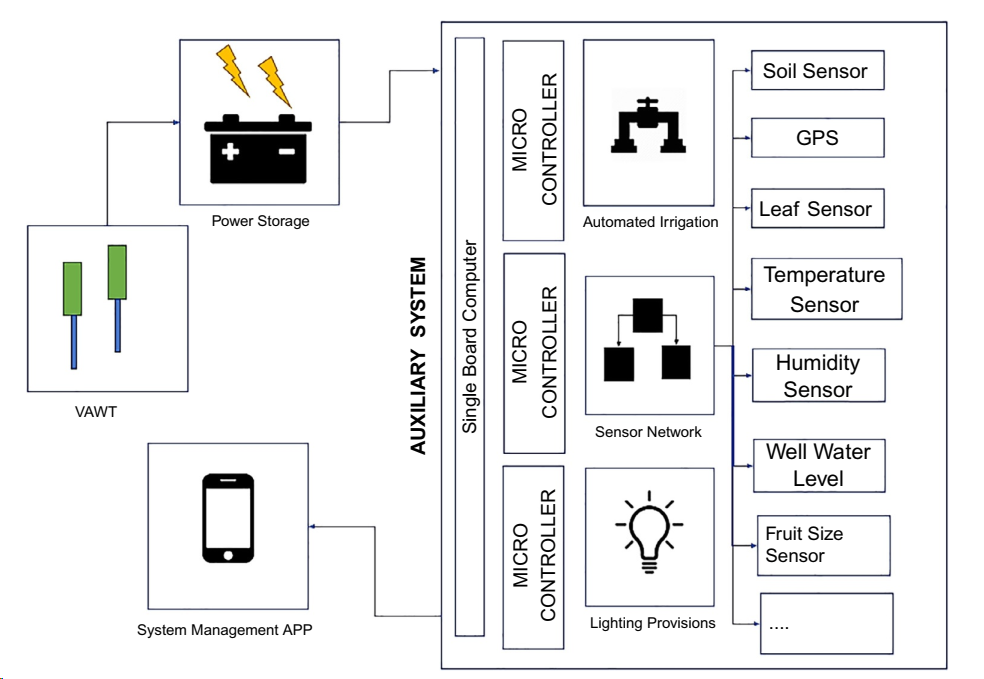 Power Storage
VAWT
System Management APP
AUXILIARY SYSTEM
Single Board Computer
MICRO
CONTROLLER
MICRO
CONTROLLER
MICRO
CONTROLLER
Automated Irrigation
Sensor Network
Lighting Provisions
Soil Sensor
GPS
Leaf Sensor
Temperature
Sensor
Humidity
Sensor
Well Water
Level
Fruit Size
Sensor
....